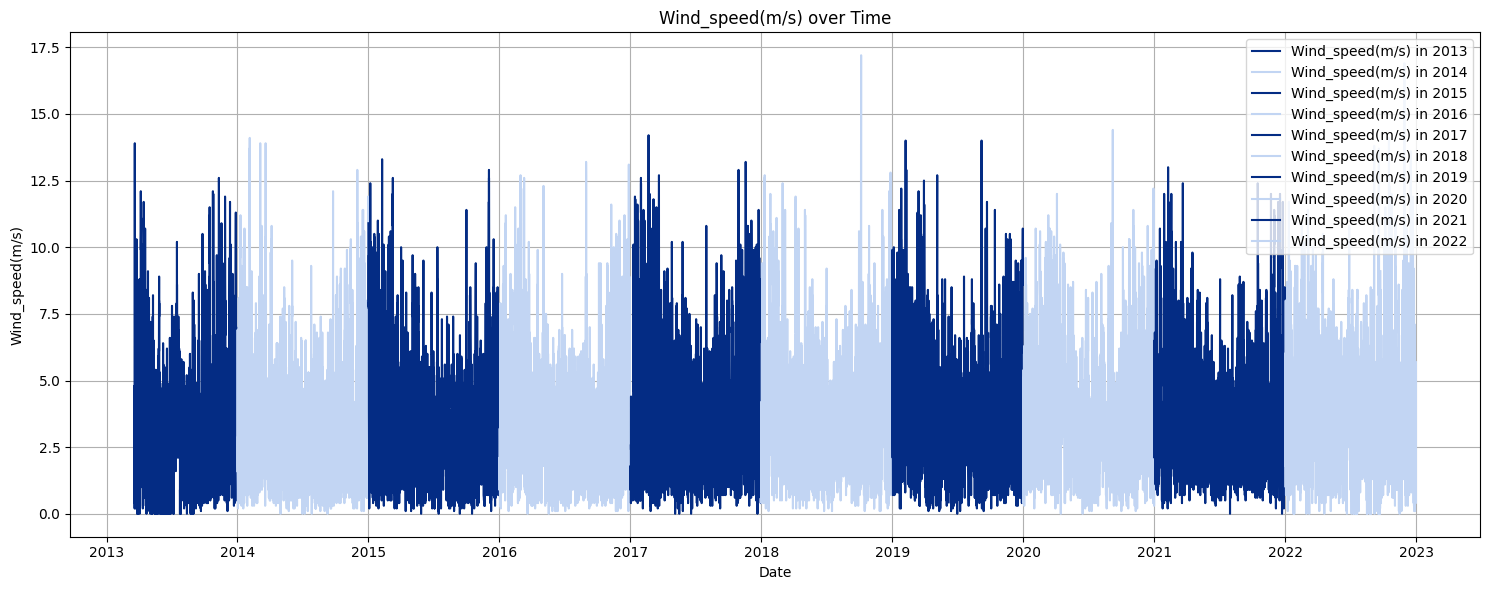 Wind_speed(m/s) over Time
Wind_speed(m/s)
17.5
15.0
12.5
10.0
7.5
5.0
2.5
0.0
Wind_speed(m/s) in 2013
Wind_speed(m/s) in 2014
Wind_speed(m/s) in 2015
Wind_speed(m/s) in 2016
Wind_speed(m/s) in 2017
Wind_speed(m/s) in 2018
Wind_speed(m/s) in 2019
Wind_speed(m/s) in 2020
Wind_speed(m/s) in 2021
Wind_speed(m/s) in 2022
2013 2014 2015 2016 2017 2018 2019 2020 2021 2022 2023
Date